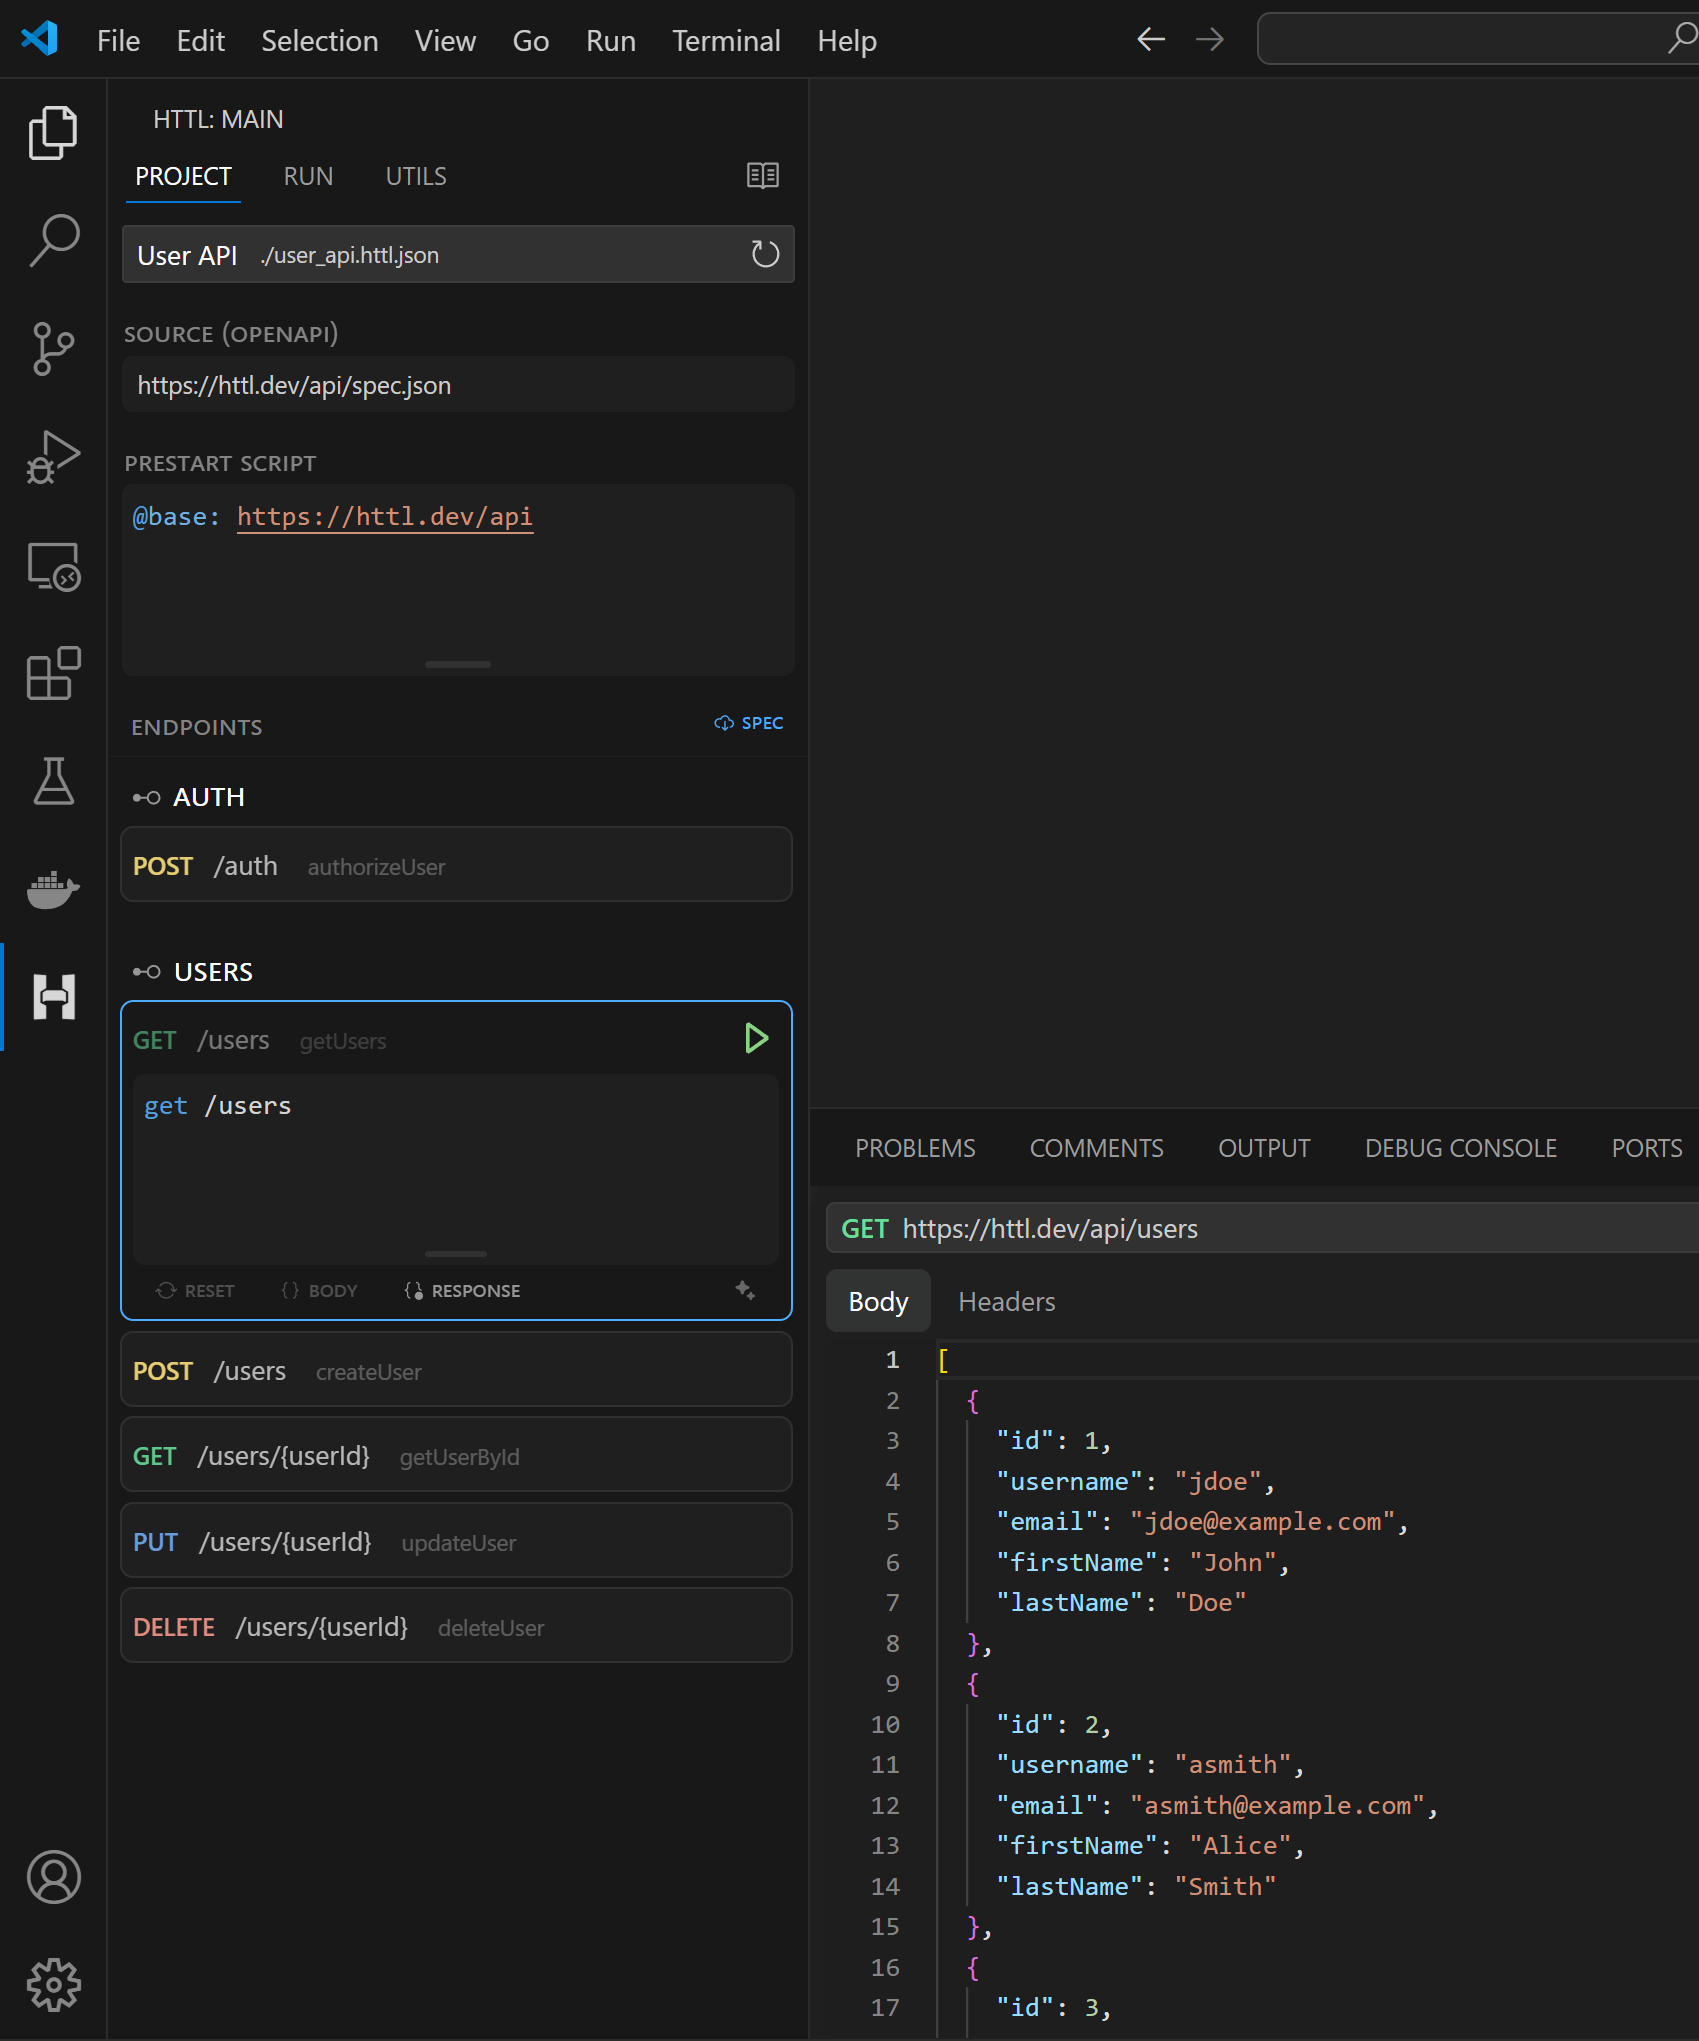 File Edit Selection View Go Run Terminal Help
HTTL: MAIN
PROJECT RUN UTILS
User API ./user_api.httl.json
SOURCE (OPENAPI)
https://httl.dev/api/spec.json
PRESTART SCRIPT
@base: https://httl.dev/api
ENDPOINTS SPEC
AUTH
POST /auth authorizeUser
USERS
GET /users getUsers
get /users
RESET {} BODY {} RESPONSE
POST /users createUser
GET /users/{userId} getUserById
PUT /users/{userId} updateUser
DELETE /users/{userId} deleteUser
PROBLEMS COMMENTS OUTPUT DEBUG CONSOLE PORTS
GET https://httl.dev/api/users
Body Headers
1 [
2 {
3 "id": 1,
4 "username": "jdoe",
5 "email": "jdoe@example.com",
6 "firstName": "John",
7 "lastName": "Doe"
8 },
9 {
10 "id": 2,
11 "username": "asmith",
12 "email": "asmith@example.com",
13 "firstName": "Alice",
14 "lastName": "Smith"
15 },
16 {
17 "id": 3,